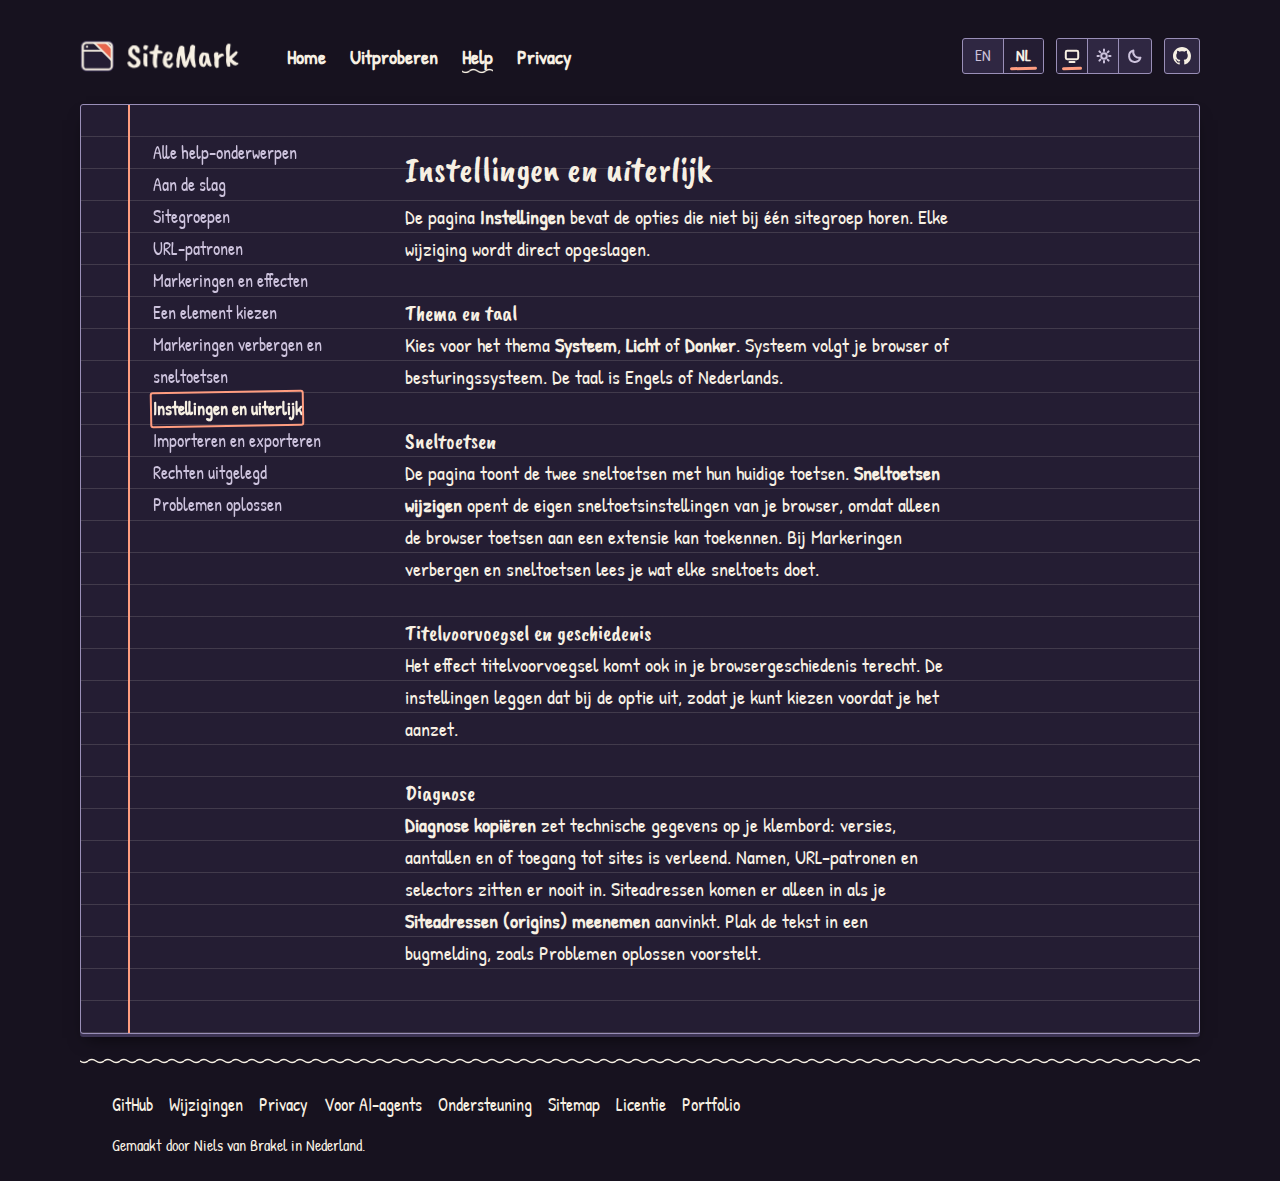 SiteMark
Home Uitproberen Help Privacy
EN NL
Alle help-onderwerpen
Aan de slag
Sitegroepen
URL-patronen
Markeringen en effecten
Een element kiezen
Markeringen verbergen en
sneltoetsen
Instellingen en uiterlijk
Importeren en exporteren
Rechten uitgelegd
Problemen oplossen
Instellingen en uiterlijk
De pagina Instellingen bevat de opties die niet bij één sitegroep horen. Elke
wijziging wordt direct opgeslagen.
Thema en taal
Kies voor het thema Systeem, Licht of Donker. Systeem volgt je browser of
besturingssysteem. De taal is Engels of Nederlands.
Sneltoetsen
De pagina toont de twee sneltoetsen met hun huidige toetsen. Sneltoetsen
wijzigen opent de eigen sneltoetsinstellingen van je browser, omdat alleen
de browser toetsen aan een extensie kan toekennen. Bij Markeringen
verbergen en sneltoetsen lees je wat elke sneltoets doet.
Titelvoorvoegsel en geschiedenis
Het effect titelvoorvoegsel komt ook in je browsergeschiedenis terecht. De
instellingen leggen dat bij de optie uit, zodat je kunt kiezen voordat je het
aanzet.
Diagnose
Diagnose kopiëren zet technische gegevens op je klembord: versies,
aantallen en of toegang tot sites is verleend. Namen, URL-patronen en
selectors zitten er nooit in. Siteadressen komen er alleen in als je
Siteadressen (origins) meenemen aanvinkt. Plak de tekst in een
bugmelding, zoals Problemen oplossen voorstelt.
GitHub Wijzigingen Privacy Voor AI-agents Ondersteuning Sitemap Licentie Portfolio
Gemaakt door Niels van Brakel in Nederland.